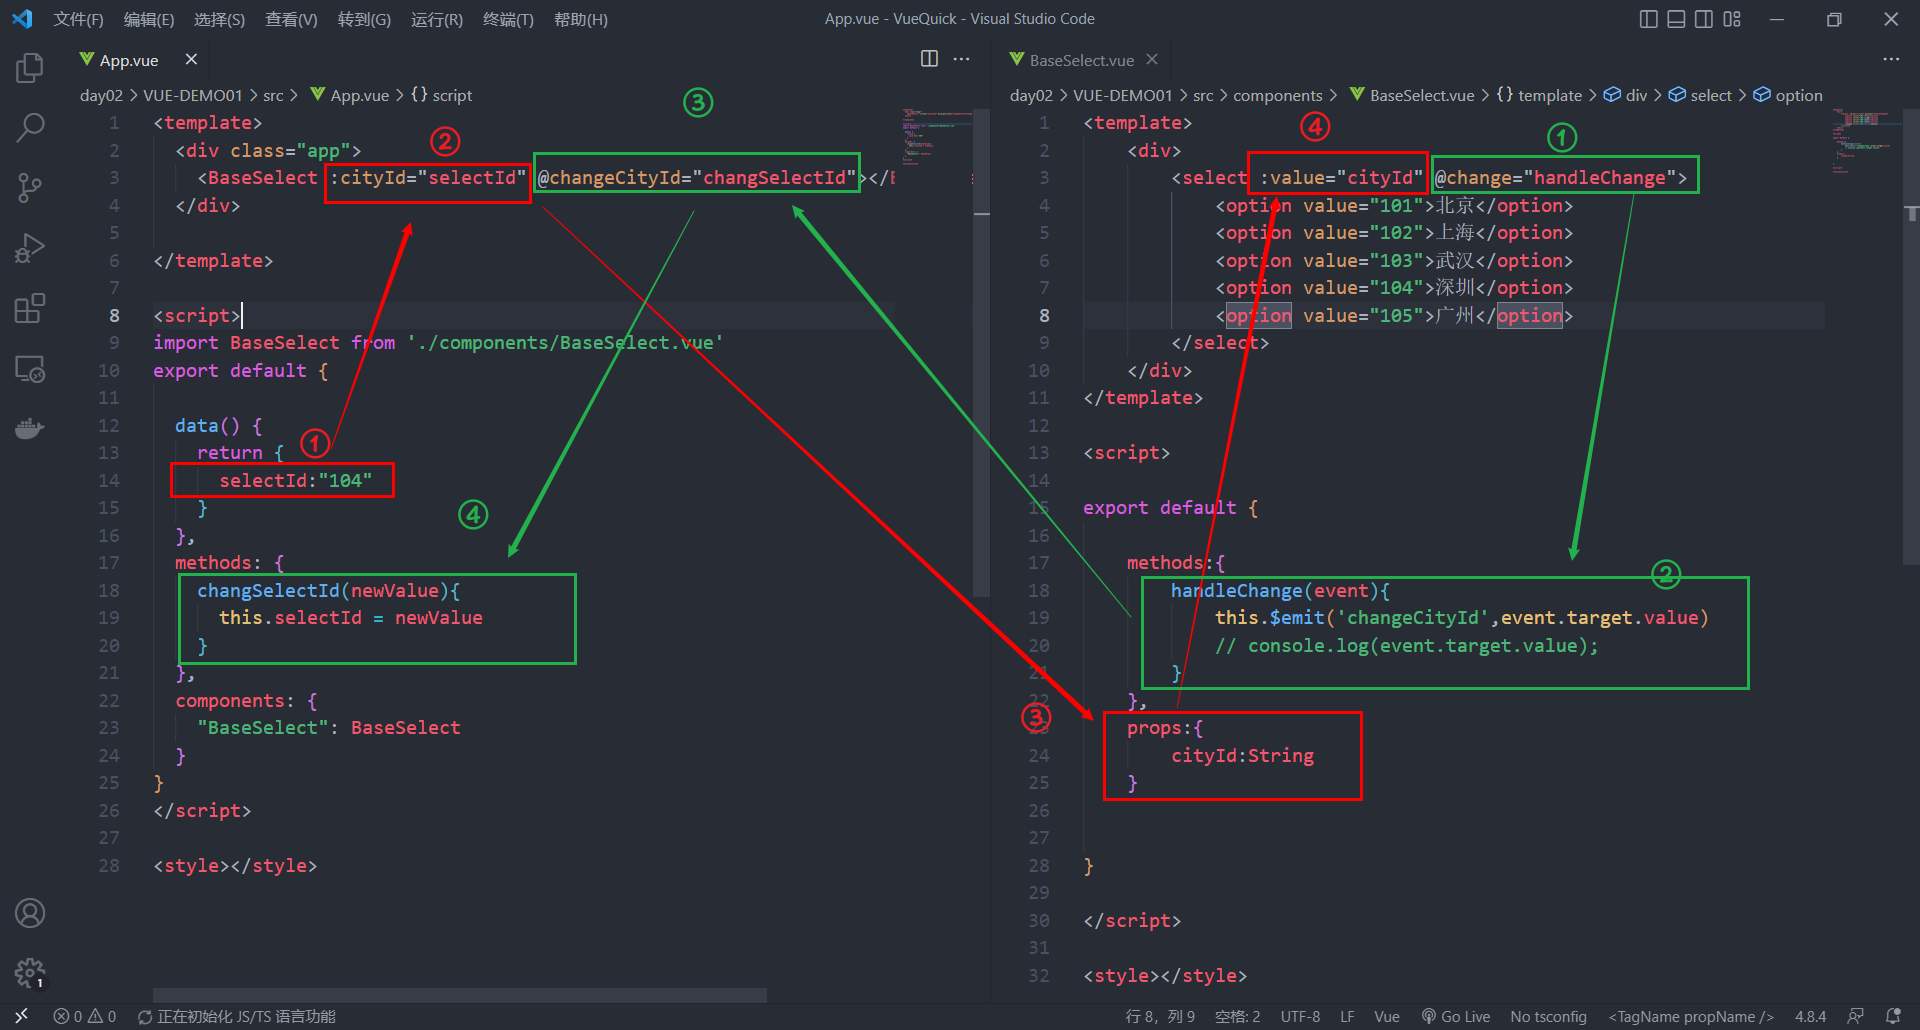 文件(F) 编辑(E) 选择(S) 查看(V) 转到(G) 运行(R) 终端(T) 帮助(H)
App.vue - VueQuick - Visual Studio Code
App.vue
day02 > VUE-DEMO01 > src > App.vue > {} script
③
1 <template>
②
2 <div class="app">
3 <BaseSelect :cityId="selectId" @changeCityId="changSelectId"></
4 </div>
5
6 </template>
7
8 <script>
9 import BaseSelect from './components/BaseSelect.vue'
10 export default {
11
12 data() {
①
13 return {
14 selectId:"104"
15 }
④
16 },
17 methods: {
18 changSelectId(newValue){
19 this.selectId = newValue
20 }
21 },
22 components: {
23 "BaseSelect": BaseSelect
24 }
25 }
26 </script>
27
28 <style></style>
BaseSelect.vue
day02 > VUE-DEMO01 > src > components > BaseSelect.vue > {} template > div > select > option
④
①
1 <template>
2 <div>
3 <select :value="cityId" @change="handleChange">
4 <option value="101">北京</option>
5 <option value="102">上海</option>
6 <option value="103">武汉</option>
7 <option value="104">深圳</option>
8 <option value="105">广州</option>
9 </select>
10 </div>
11 </template>
12
13 <script>
14
15 export default {
16
17 methods:{
②
18 handleChange(event){
19 this.$emit('changeCityId',event.target.value)
20 // console.log(event.target.value);
21 }
22 },
③
23 props:{
24 cityId:String
25 }
26
27
28 }
29
30 </script>
31
32 <style></style>
1
0 0 正在初始化 JS/TS 语言功能
行 8，列 9 空格: 2 UTF-8 LF Vue Go Live No tsconfig <TagName propName /> 4.8.4